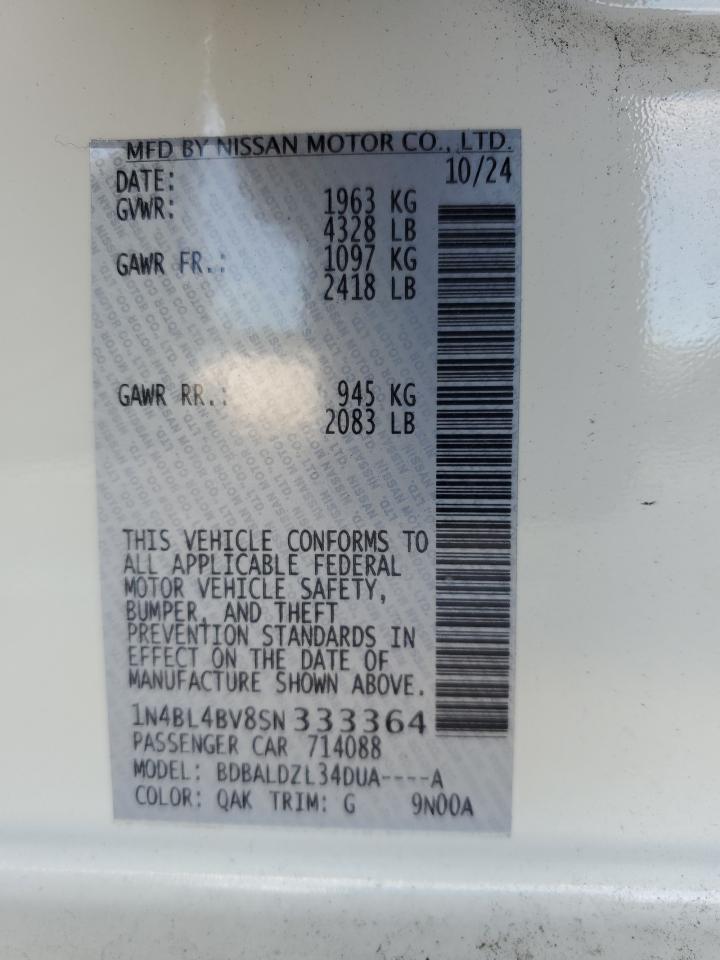 MFD BY NISSAN MOTOR CO., LTD.
DATE: 10/24
GVWR: 1963 KG
4328 LB
GAWR FR.: 1097 KG
2418 LB
GAWR RR.: 945 KG
2083 LB
THIS VEHICLE CONFORMS TO
ALL APPLICABLE FEDERAL
MOTOR VEHICLE SAFETY,
BUMPER, AND THEFT
PREVENTION STANDARDS IN
EFFECT ON THE DATE OF
MANUFACTURE SHOWN ABOVE.
1N4BL4BV8SN333364
PASSENGER CAR 714088
MODEL: BDBALDZL34DUA----A
COLOR: QAK TRIM: G 9N00A